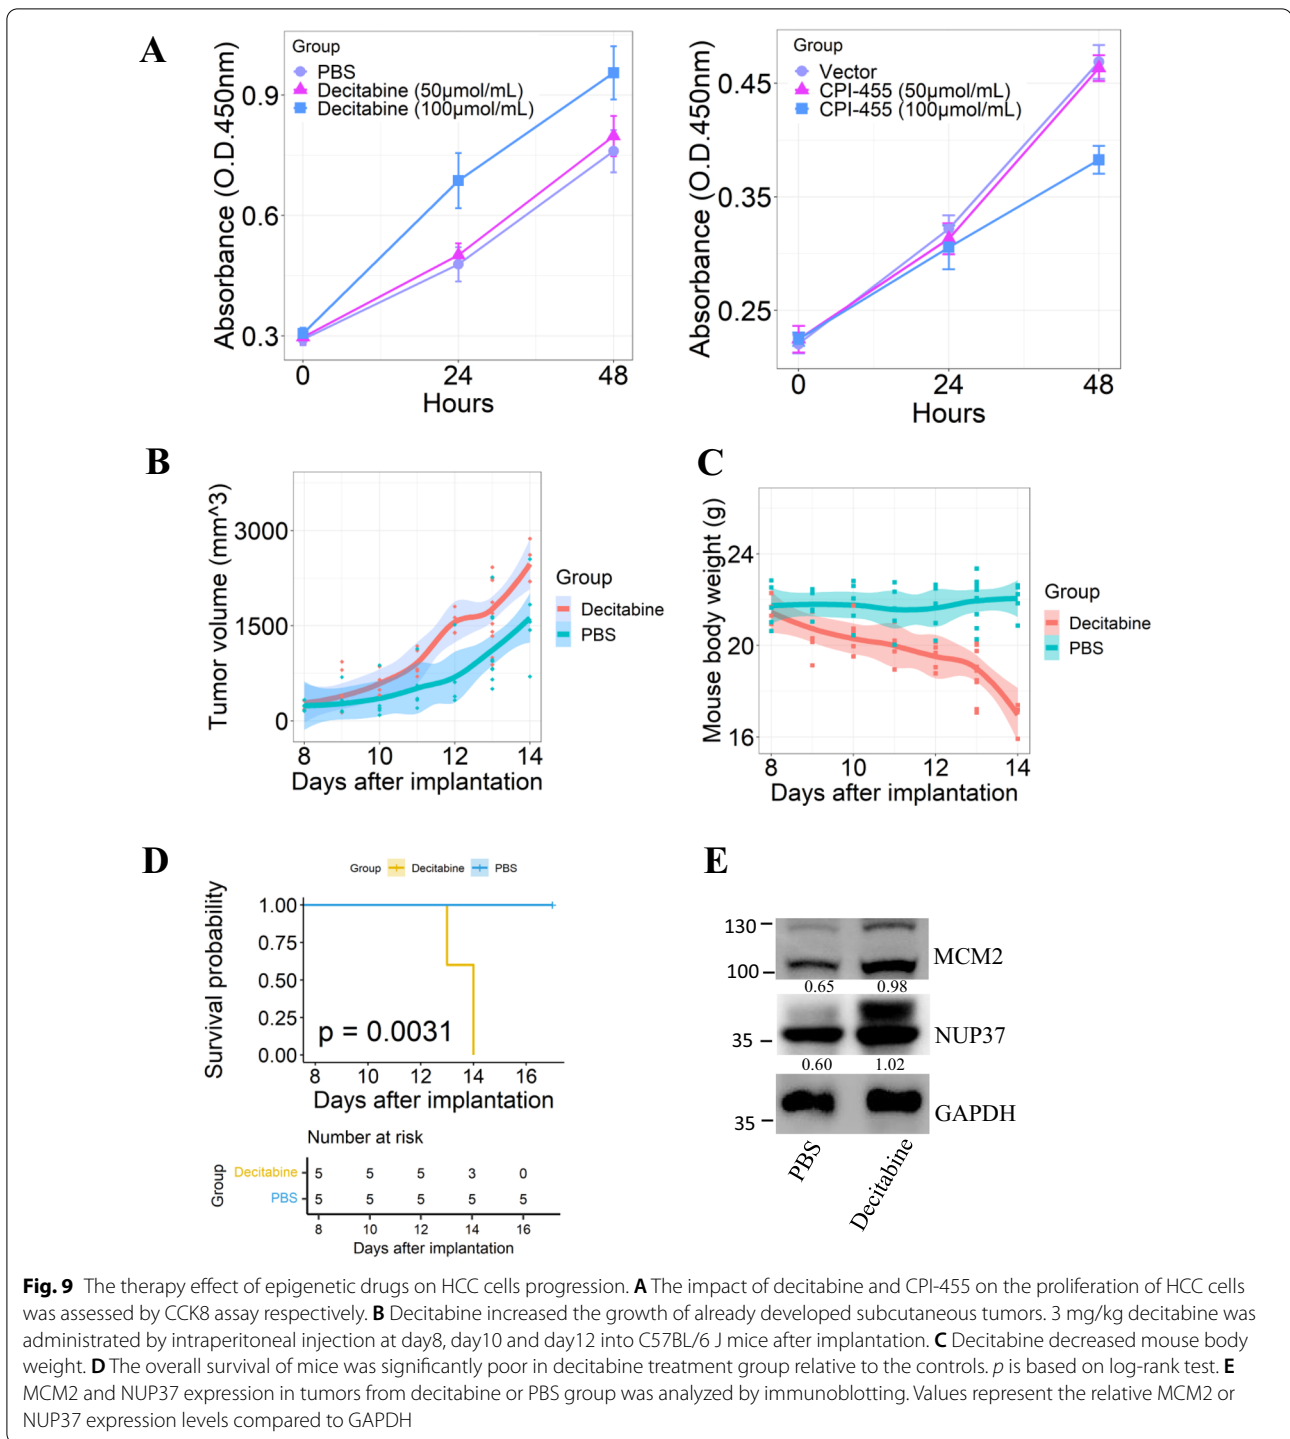 A
Group
PBS
Decitabine (50µmol/mL)
Decitabine (100µmol/mL)
Absorbance (O.D.450nm)
0.9
0.6
0.3
0 24 48
Hours
Group
Vector
CPI-455 (50µmol/mL)
CPI-455 (100µmol/mL)
Absorbance (O.D.450nm)
0.45
0.35
0.25
0 24 48
Hours
B
Tumor volume (mm^3)
3000
1500
0
8 10 12 14
Days after implantation
Group
Decitabine
PBS
C
Mouse body weight (g)
24
20
16
8 10 12 14
Days after implantation
Group
Decitabine
PBS
D
Group Decitabine PBS
Survival probability
1.00
0.75
0.50
0.25
0.00
p = 0.0031
8 10 12 14 16
Days after implantation
Number at risk
Group
Decitabine 5 5 5 3 0
PBS 5 5 5 5 5
8 10 12 14 16
Days after implantation
E
130
100
MCM2
0.65 0.98
35
NUP37
0.60 1.02
35
GAPDH
PBS
Decitabine
Fig. 9 The therapy effect of epigenetic drugs on HCC cells progression. A The impact of decitabine and CPI-455 on the proliferation of HCC cells
was assessed by CCK8 assay respectively. B Decitabine increased the growth of already developed subcutaneous tumors. 3 mg/kg decitabine was
administrated by intraperitoneal injection at day8, day10 and day12 into C57BL/6 J mice after implantation. C Decitabine decreased mouse body
weight. D The overall survival of mice was significantly poor in decitabine treatment group relative to the controls. p is based on log-rank test. E
MCM2 and NUP37 expression in tumors from decitabine or PBS group was analyzed by immunoblotting. Values represent the relative MCM2 or
NUP37 expression levels compared to GAPDH